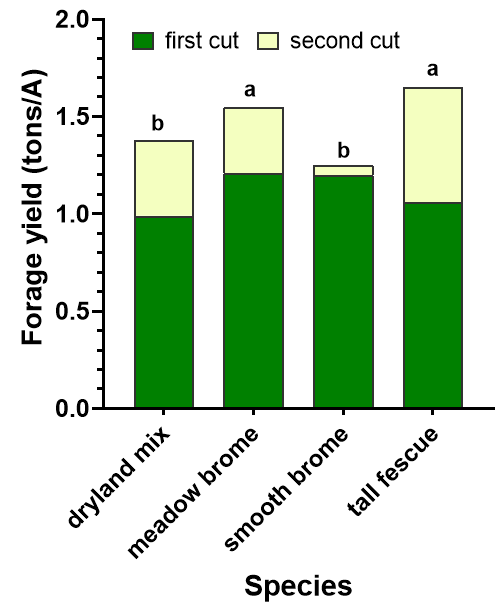 Forage yield (tons/A)
2.0
1.5
1.0
0.5
0.0
first cut
second cut
b
a
b
a
dryland mix
meadow brome
smooth brome
tall fescue
Species